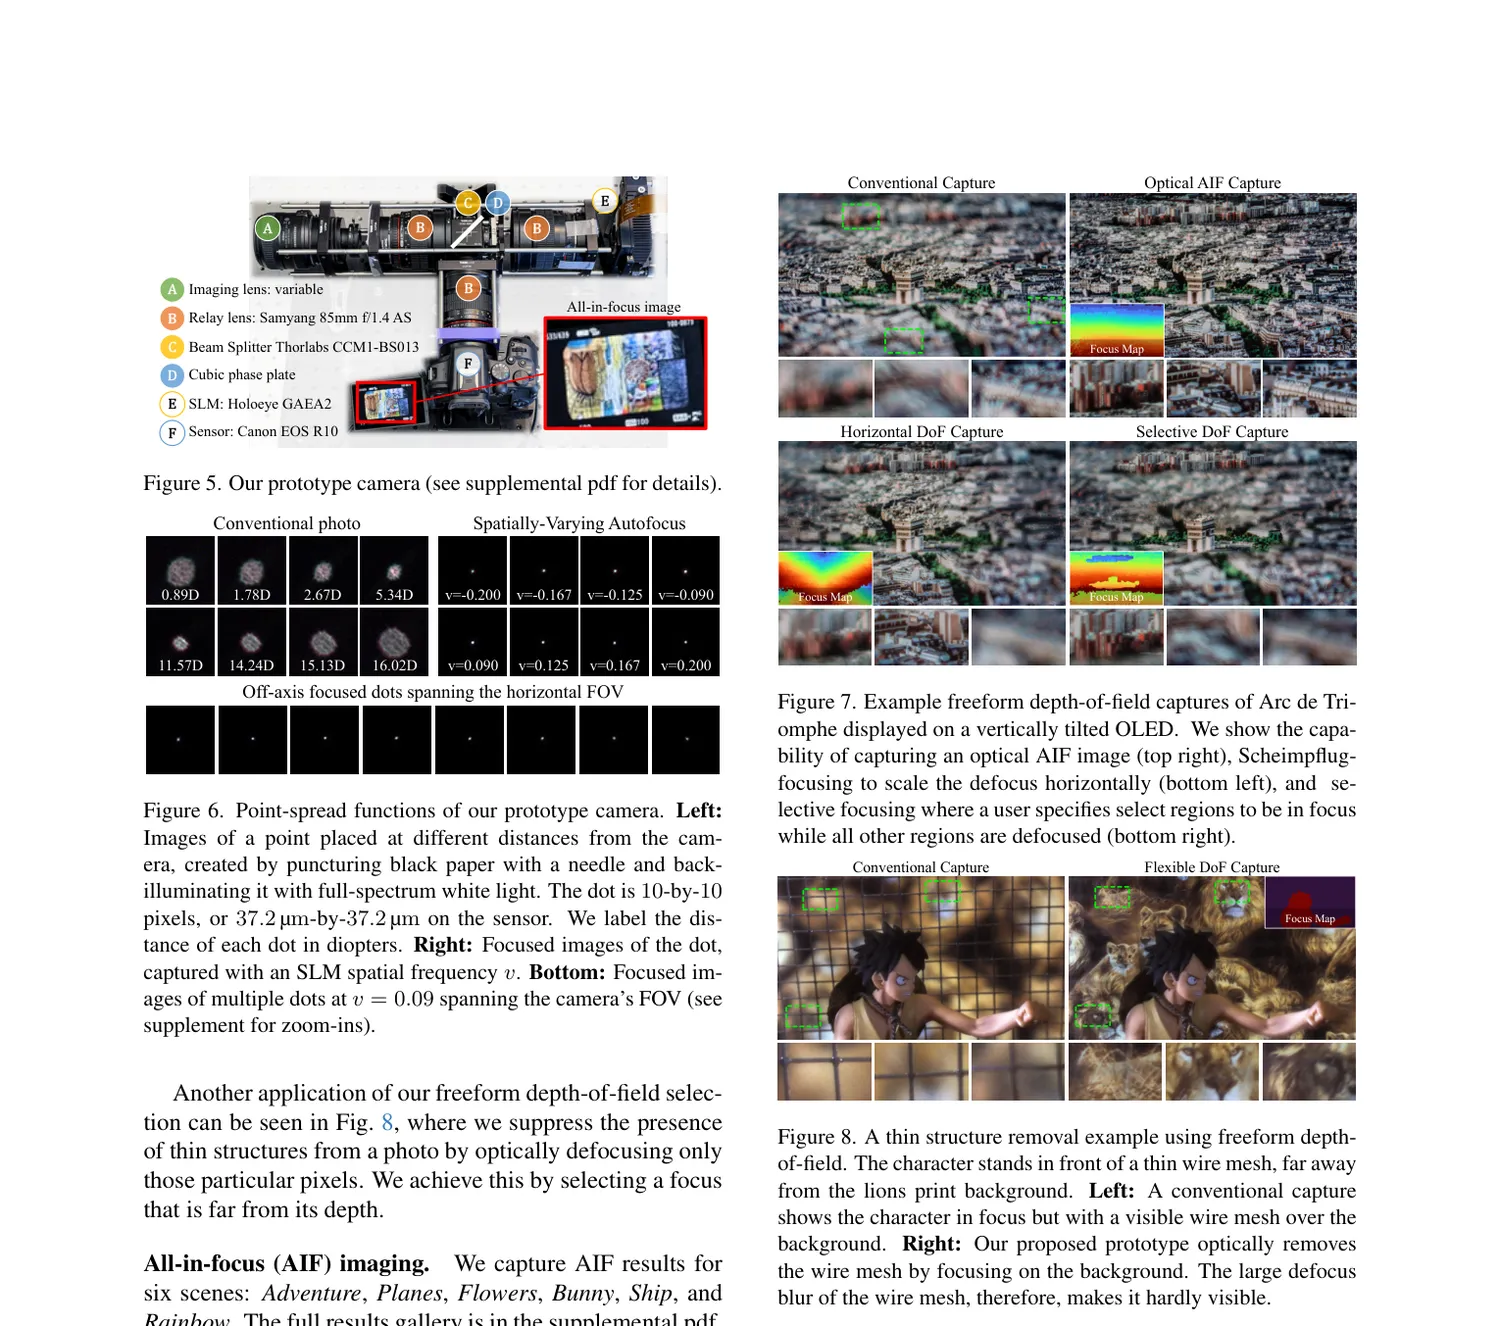 C
D
E
A
B
B
A Imaging lens: variable
B
B Relay lens: Samyang 85mm f/1.4 AS
All-in-focus image
C Beam Splitter Thorlabs CCM1-BS013
D Cubic phase plate
F
E SLM: Holoeye GAEA2
F Sensor: Canon EOS R10
Figure 5. Our prototype camera (see supplemental pdf for details).
Conventional photo
Spatially-Varying Autofocus
0.89D 1.78D 2.67D 5.34D
v=-0.200 v=-0.167 v=-0.125 v=-0.090
11.57D 14.24D 15.13D 16.02D
v=0.090 v=0.125 v=0.167 v=0.200
Off-axis focused dots spanning the horizontal FOV
Figure 6. Point-spread functions of our prototype camera. Left:
Images of a point placed at different distances from the cam-
era, created by puncturing black paper with a needle and back-
illuminating it with full-spectrum white light. The dot is 10-by-10
pixels, or 37.2 μm-by-37.2 μm on the sensor. We label the dis-
tance of each dot in diopters. Right: Focused images of the dot,
captured with an SLM spatial frequency v. Bottom: Focused im-
ages of multiple dots at v = 0.09 spanning the camera's FOV (see
supplement for zoom-ins).
Another application of our freeform depth-of-field selec-
tion can be seen in Fig. 8, where we suppress the presence
of thin structures from a photo by optically defocusing only
those particular pixels. We achieve this by selecting a focus
that is far from its depth.
All-in-focus (AIF) imaging. We capture AIF results for
six scenes: Adventure, Planes, Flowers, Bunny, Ship, and
Rainbow. The full results gallery is in the supplemental pdf.
Conventional Capture
Optical AIF Capture
Focus Map
Horizontal DoF Capture
Selective DoF Capture
Focus Map
Focus Map
Figure 7. Example freeform depth-of-field captures of Arc de Tri-
omphe displayed on a vertically tilted OLED. We show the capa-
bility of capturing an optical AIF image (top right), Scheimpflug-
focusing to scale the defocus horizontally (bottom left), and se-
lective focusing where a user specifies select regions to be in focus
while all other regions are defocused (bottom right).
Conventional Capture
Flexible DoF Capture
Focus Map
Figure 8. A thin structure removal example using freeform depth-
of-field. The character stands in front of a thin wire mesh, far away
from the lions print background. Left: A conventional capture
shows the character in focus but with a visible wire mesh over the
background. Right: Our proposed prototype optically removes
the wire mesh by focusing on the background. The large defocus
blur of the wire mesh, therefore, makes it hardly visible.